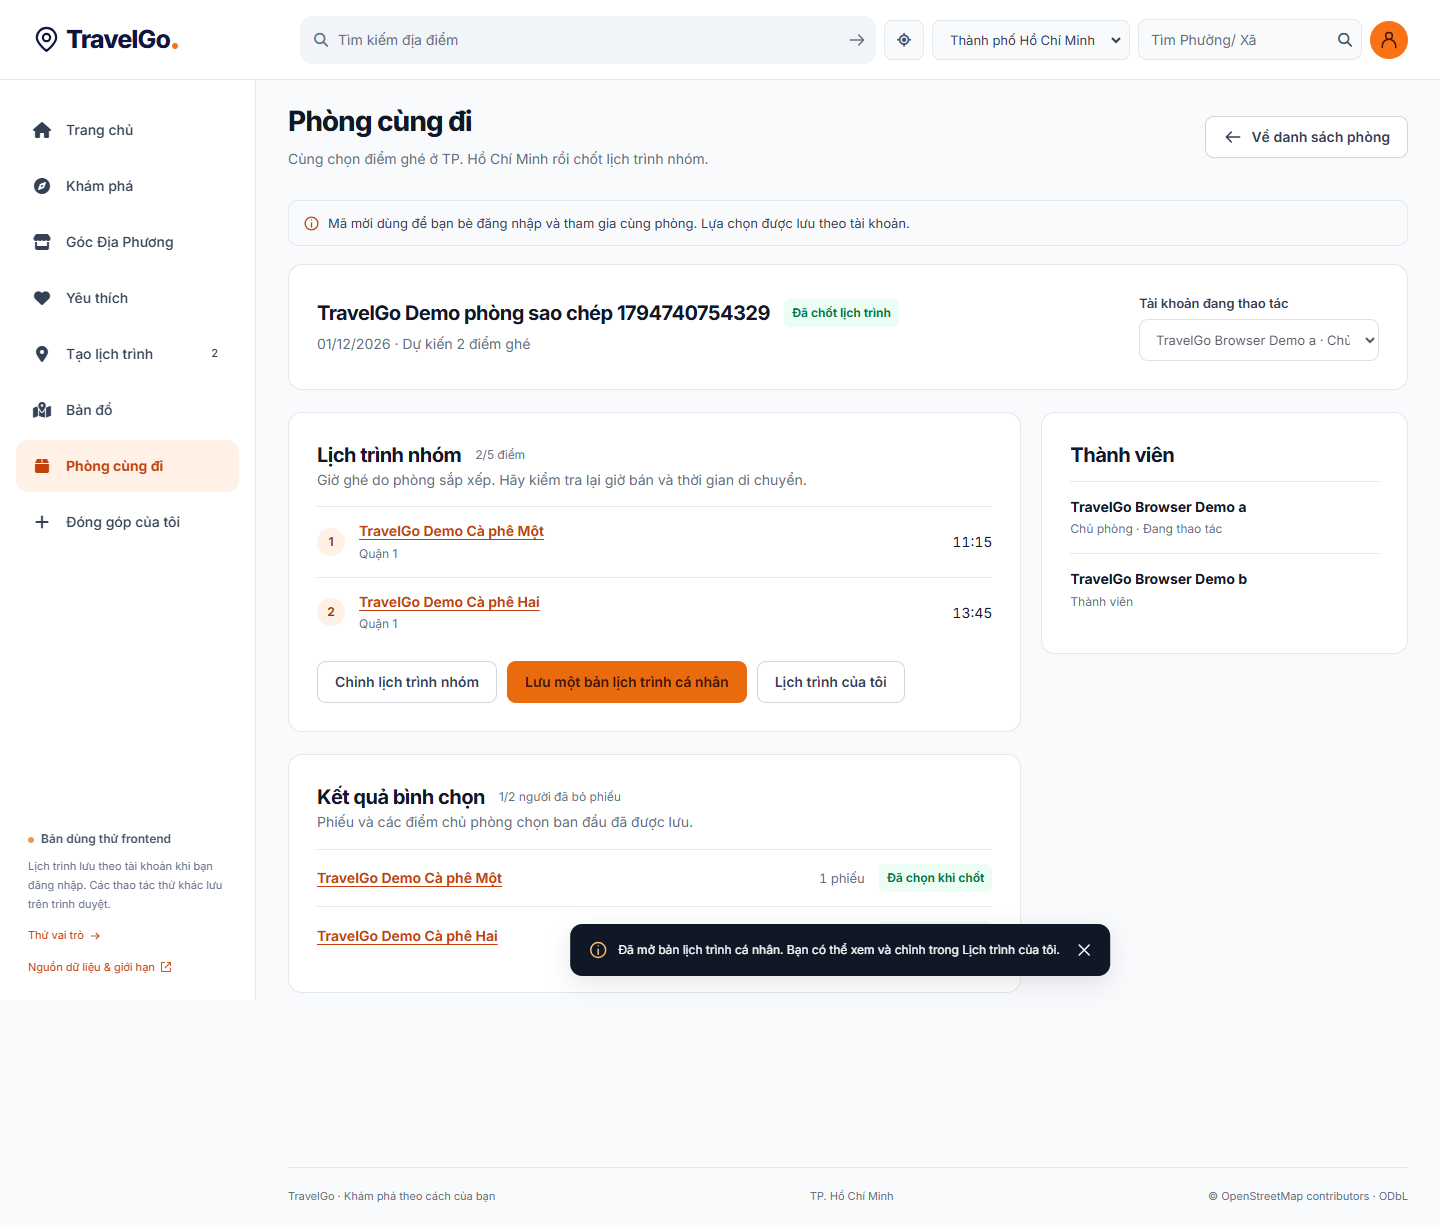 TravelGo.
Tìm kiếm địa điểm
Thành phố Hồ Chí Minh
Tìm Phường/ Xã
Trang chủ
Khám phá
Góc Địa Phương
Yêu thích
Tạo lịch trình 2
Bản đồ
Phòng cùng đi
Đóng góp của tôi
Bản dùng thử frontend
Lịch trình lưu theo tài khoản khi bạn
đăng nhập. Các thao tác thử khác lưu
trên trình duyệt.
Thử vai trò
Nguồn dữ liệu & giới hạn
Phòng cùng đi
Cùng chọn điểm ghé ở TP. Hồ Chí Minh rồi chốt lịch trình nhóm.
Về danh sách phòng
Mã mời dùng để bạn bè đăng nhập và tham gia cùng phòng. Lựa chọn được lưu theo tài khoản.
TravelGo Demo phòng sao chép 1794740754329 Đã chốt lịch trình
01/12/2026 · Dự kiến 2 điểm ghé
Tài khoản đang thao tác
TravelGo Browser Demo a · Chủ
Lịch trình nhóm 2/5 điểm
Giờ ghé do phòng sắp xếp. Hãy kiểm tra lại giờ bán và thời gian di chuyển.
1 TravelGo Demo Cà phê Một 11:15
Quận 1
2 TravelGo Demo Cà phê Hai 13:45
Quận 1
Chỉnh lịch trình nhóm
Lưu một bản lịch trình cá nhân
Lịch trình của tôi
Thành viên
TravelGo Browser Demo a
Chủ phòng · Đang thao tác
TravelGo Browser Demo b
Thành viên
Kết quả bình chọn 1/2 người đã bỏ phiếu
Phiếu và các điểm chủ phòng chọn ban đầu đã được lưu.
TravelGo Demo Cà phê Một 1 phiếu Đã chọn khi chốt
TravelGo Demo Cà phê Hai
Đã mở bản lịch trình cá nhân. Bạn có thể xem và chỉnh trong Lịch trình của tôi.
TravelGo · Khám phá theo cách của bạn
TP. Hồ Chí Minh
© OpenStreetMap contributors · ODbL